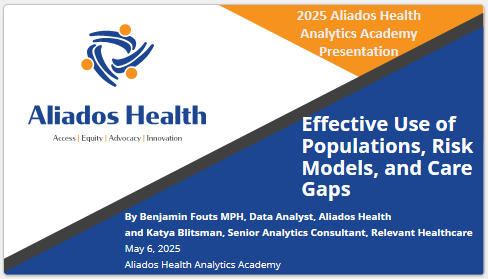 2025 Aliados Health
Analytics Academy
Presentation
Aliados Health
Access | Equity | Advocacy | Innovation
Effective Use of
Populations, Risk
Models, and Care
Gaps
By Benjamin Fouts MPH, Data Analyst, Aliados Health
and Katya Blitsman, Senior Analytics Consultant, Relevant Healthcare
May 6, 2025
Aliados Health Analytics Academy